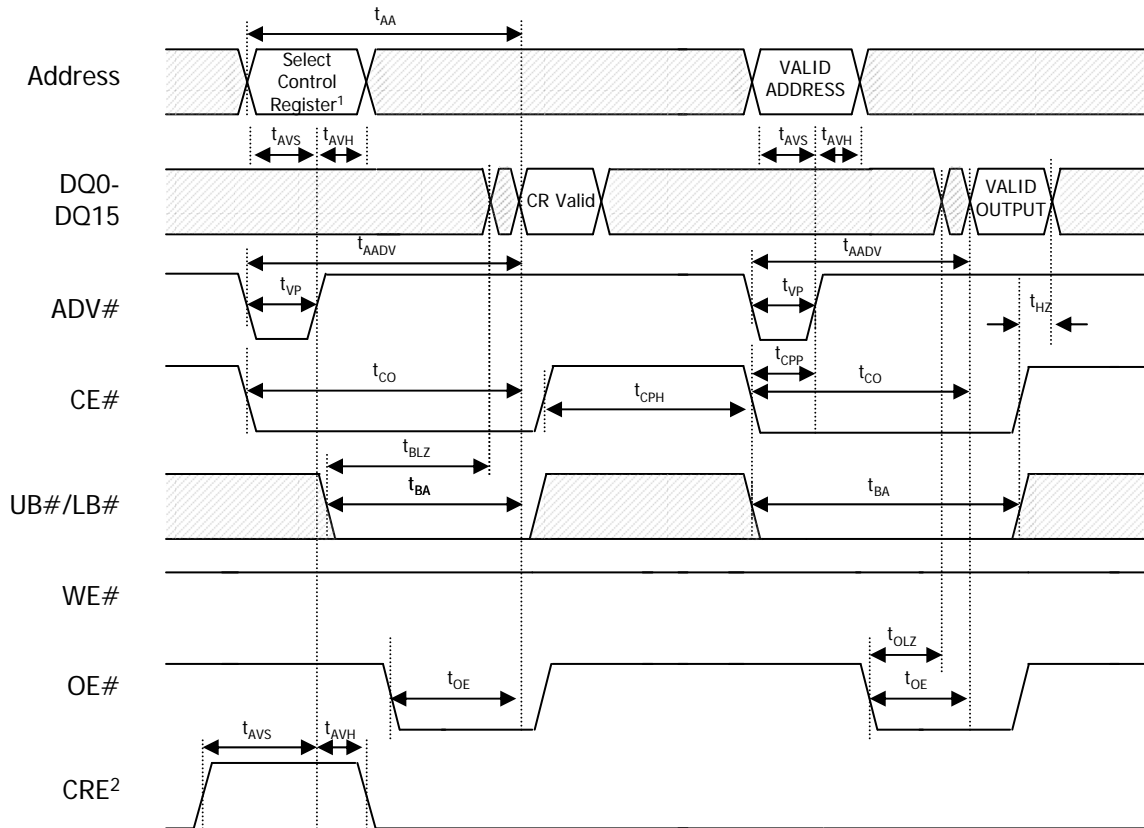 tAA
Address
Select
Control
Register1
VALID
ADDRESS
tAVS tAVH tAVS tAVH
DQ0-
DQ15
CR Valid
VALID
OUTPUT
tAADV tAADV
ADV#
tVP tVP
tHZ
tCPP
CE#
tCO tCO
tCPH
tBLZ
UB#/LB#
tBA tBA
WE#
tOLZ
OE#
tOE tOE
tAVS tAVH
CRE2